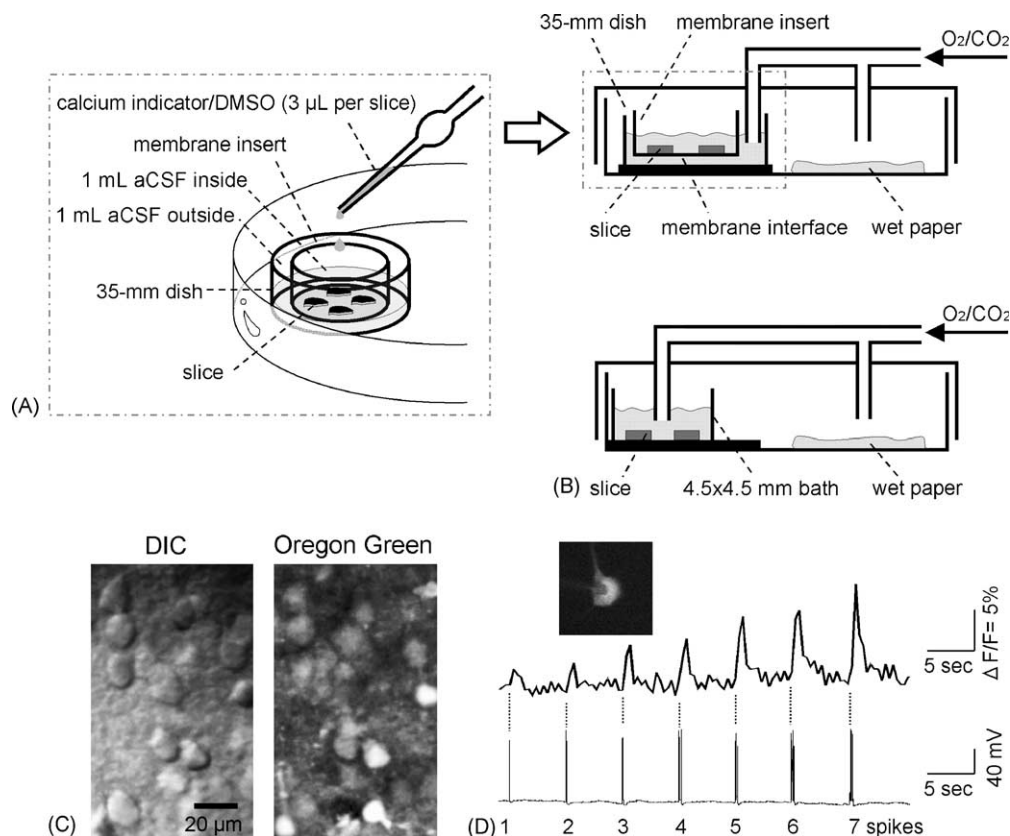 calcium indicator/DMSO (3 µL per slice)
membrane insert
1 mL aCSF inside
1 mL aCSF outside
35-mm dish
slice
(A)
35-mm dish
membrane insert
O₂/CO₂
slice
membrane interface
wet paper
O₂/CO₂
(B)
slice
4.5x4.5 mm bath
wet paper
DIC
Oregon Green
20 µm
(C)
5 sec
ΔF/F= 5%
5 sec
40 mV
(D)
1 2 3 4 5 6 7 spikes